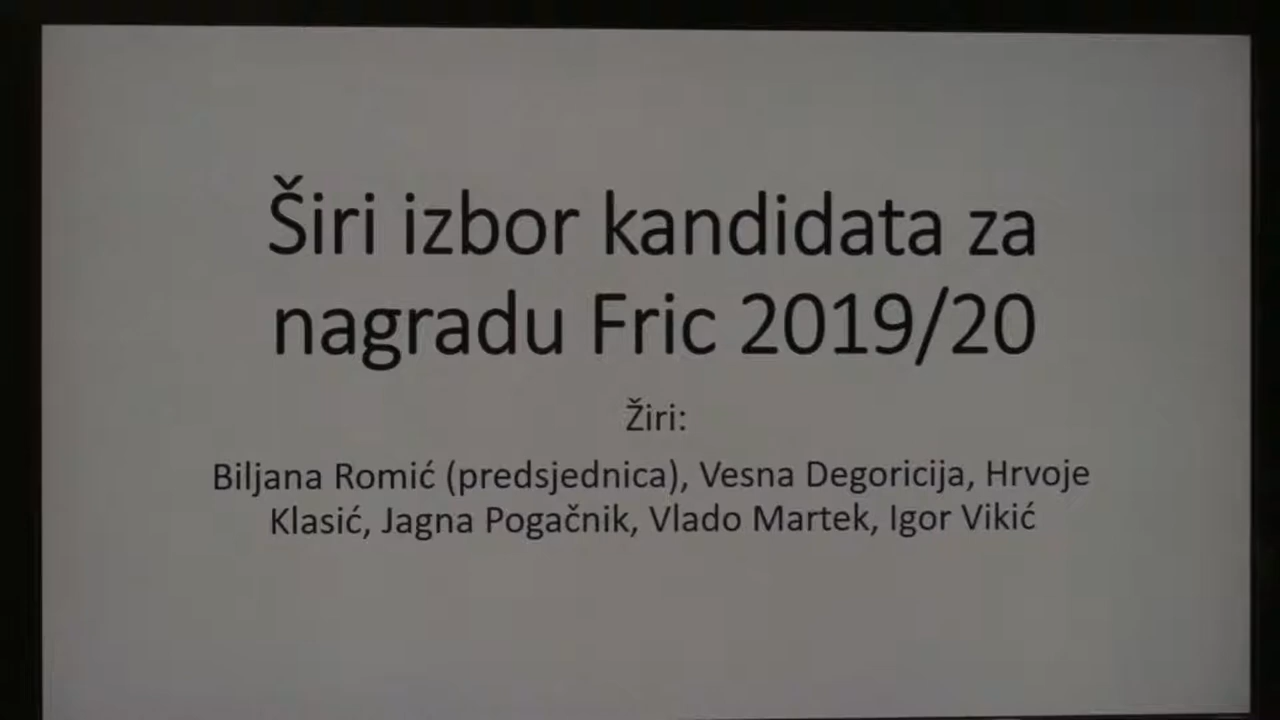 Širi izbor kandidata za
nagradu Fric 2019/20
Žiri:
Biljana Romić (predsjednica), Vesna Degoricija, Hrvoje
Klasić, Jagna Pogačnik, Vlado Martek, Igor Vikić